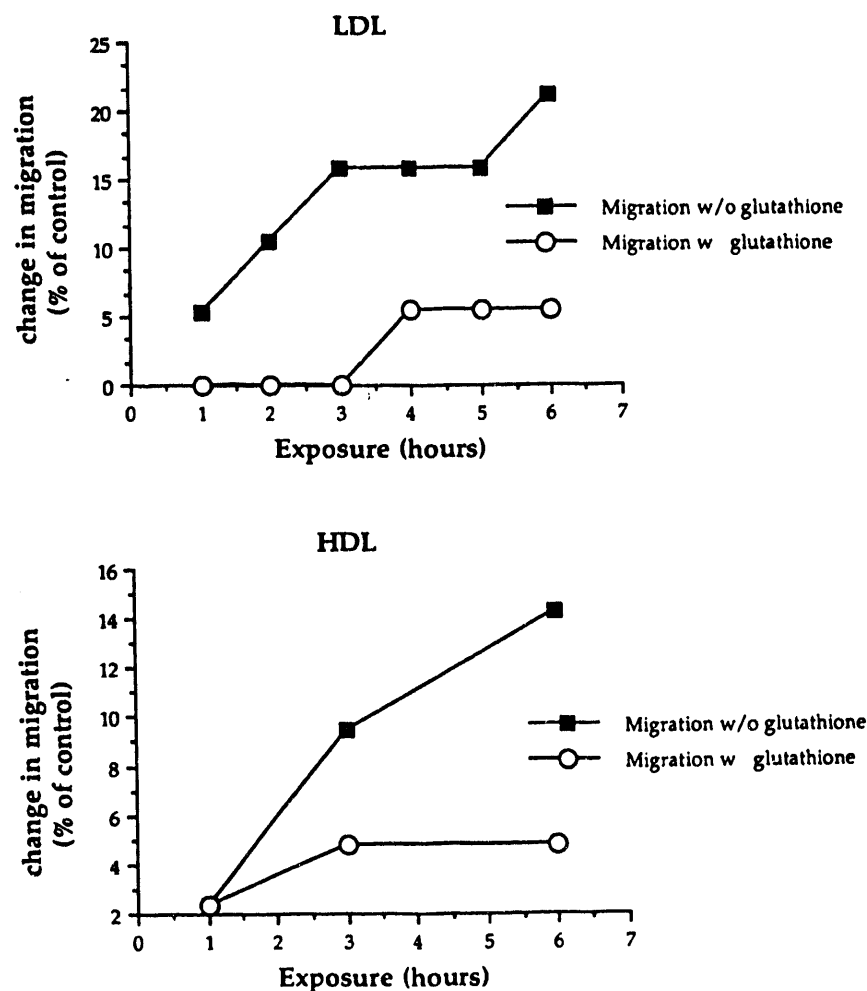 LDL
25
20
15
10
5
0
0 1 2 3 4 5 6 7
change in migration
(% of control)
Exposure (hours)
Migration w/o glutathione
Migration w glutathione
HDL
16
14
12
10
8
6
4
2
0 1 2 3 4 5 6 7
change in migration
(% of control)
Exposure (hours)
Migration w/o glutathione
Migration w glutathione